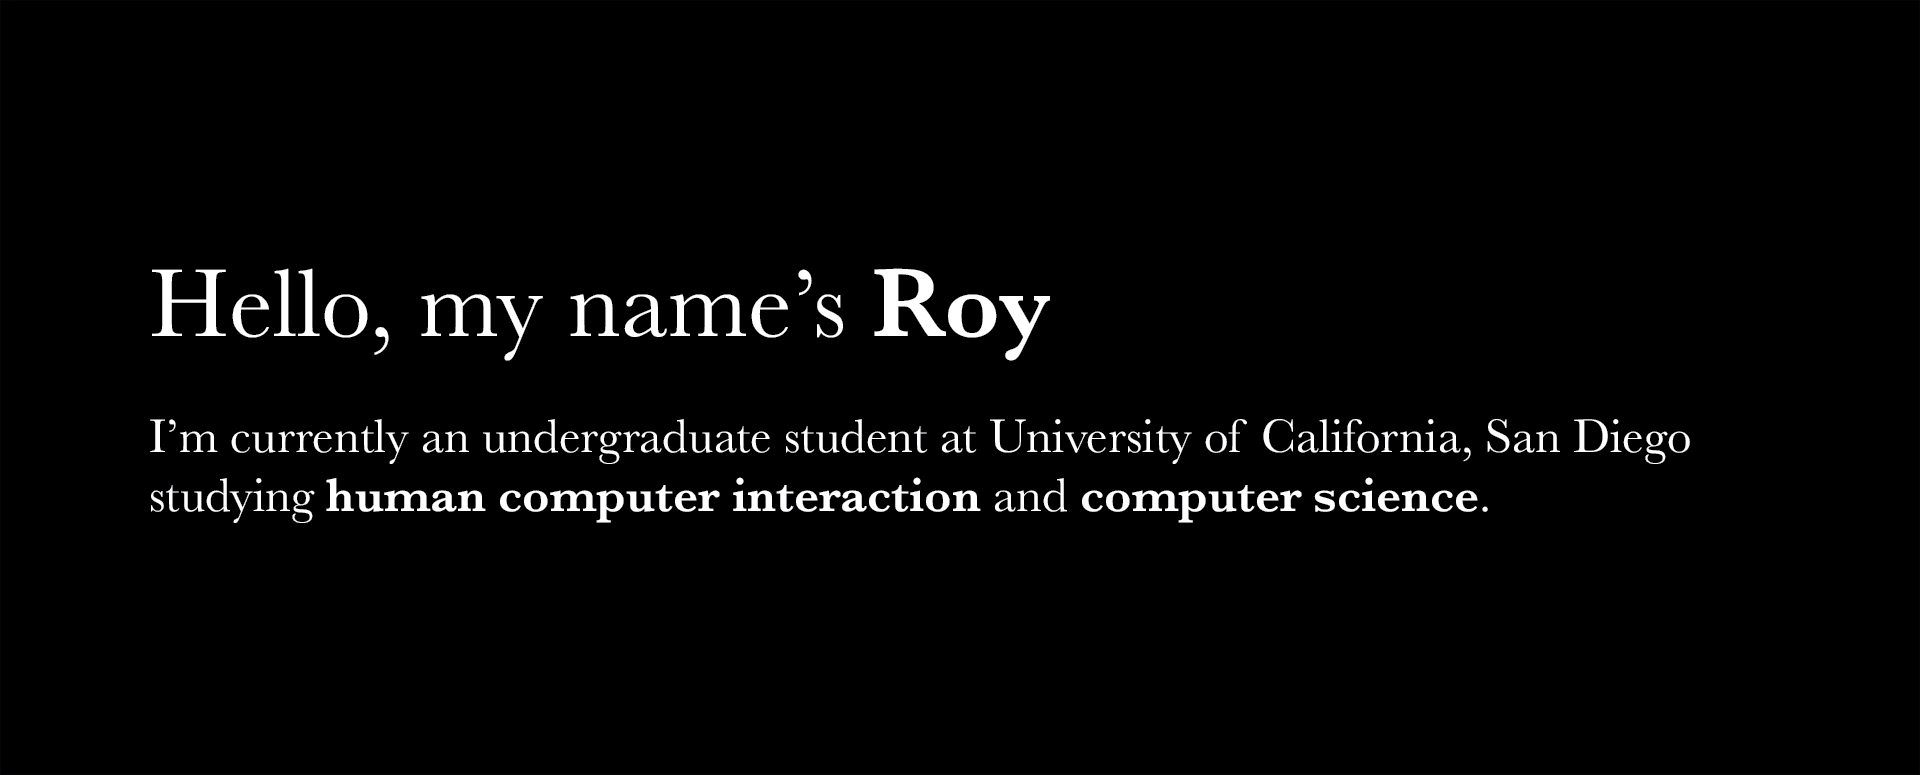 Hello, my name’s Roy
I’m currently an undergraduate student at University of California, San Diego
studying human computer interaction and computer science.